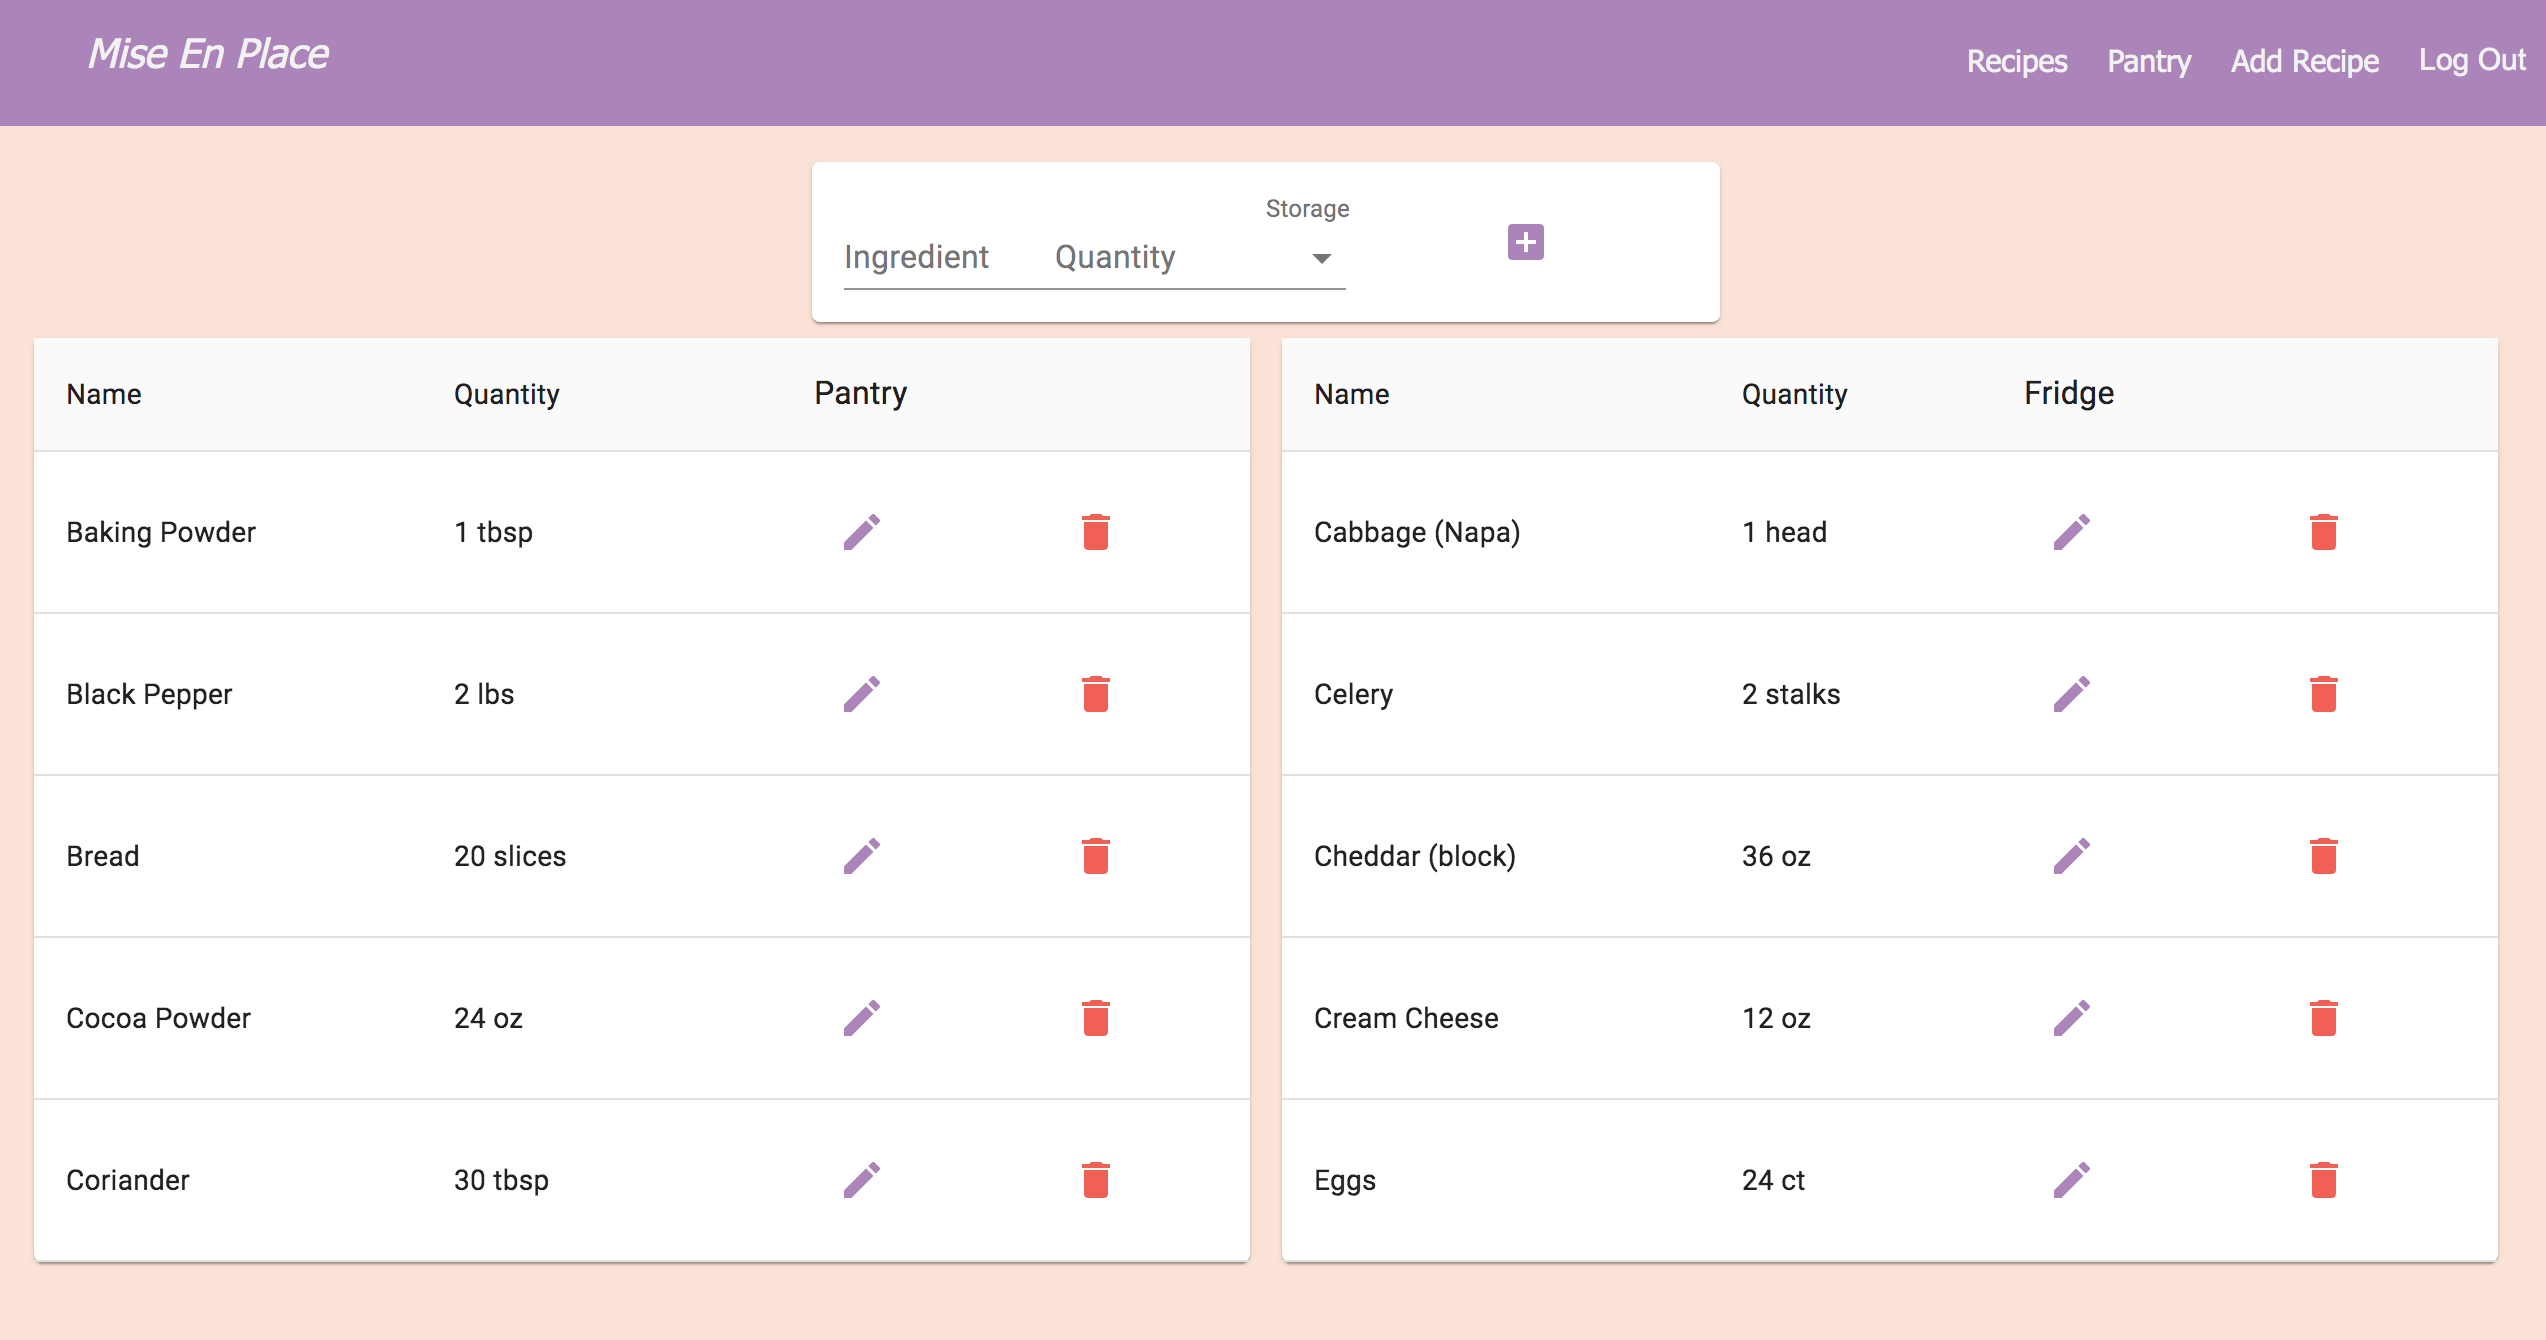 Mise En Place
Recipes Pantry Add Recipe Log Out
Storage
Ingredient Quantity
Name Quantity Pantry
Baking Powder 1 tbsp
Black Pepper 2 lbs
Bread 20 slices
Cocoa Powder 24 oz
Coriander 30 tbsp
Name Quantity Fridge
Cabbage (Napa) 1 head
Celery 2 stalks
Cheddar (block) 36 oz
Cream Cheese 12 oz
Eggs 24 ct